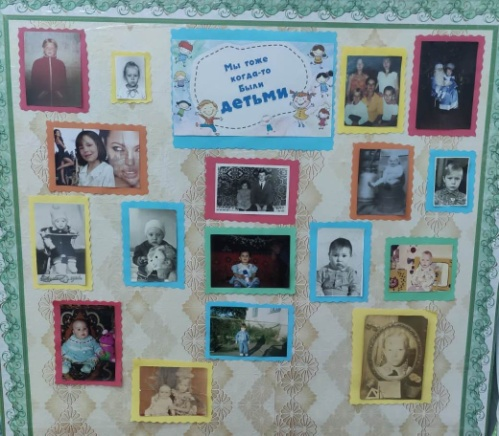 Мы тоже
когда-то
Были
детьми